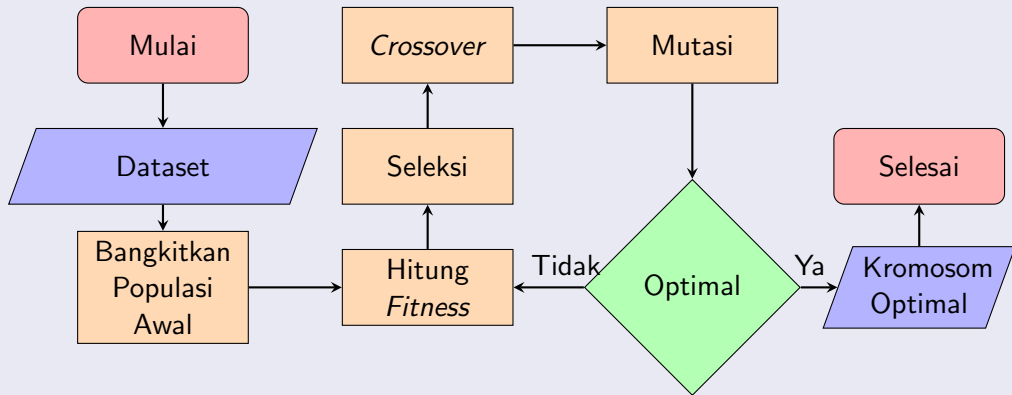 Mulai
Dataset
Bangkitkan
Populasi
Awal
Hitung
Fitness
Seleksi
Crossover
Mutasi
Optimal
Tidak
Ya
Kromosom
Optimal
Selesai